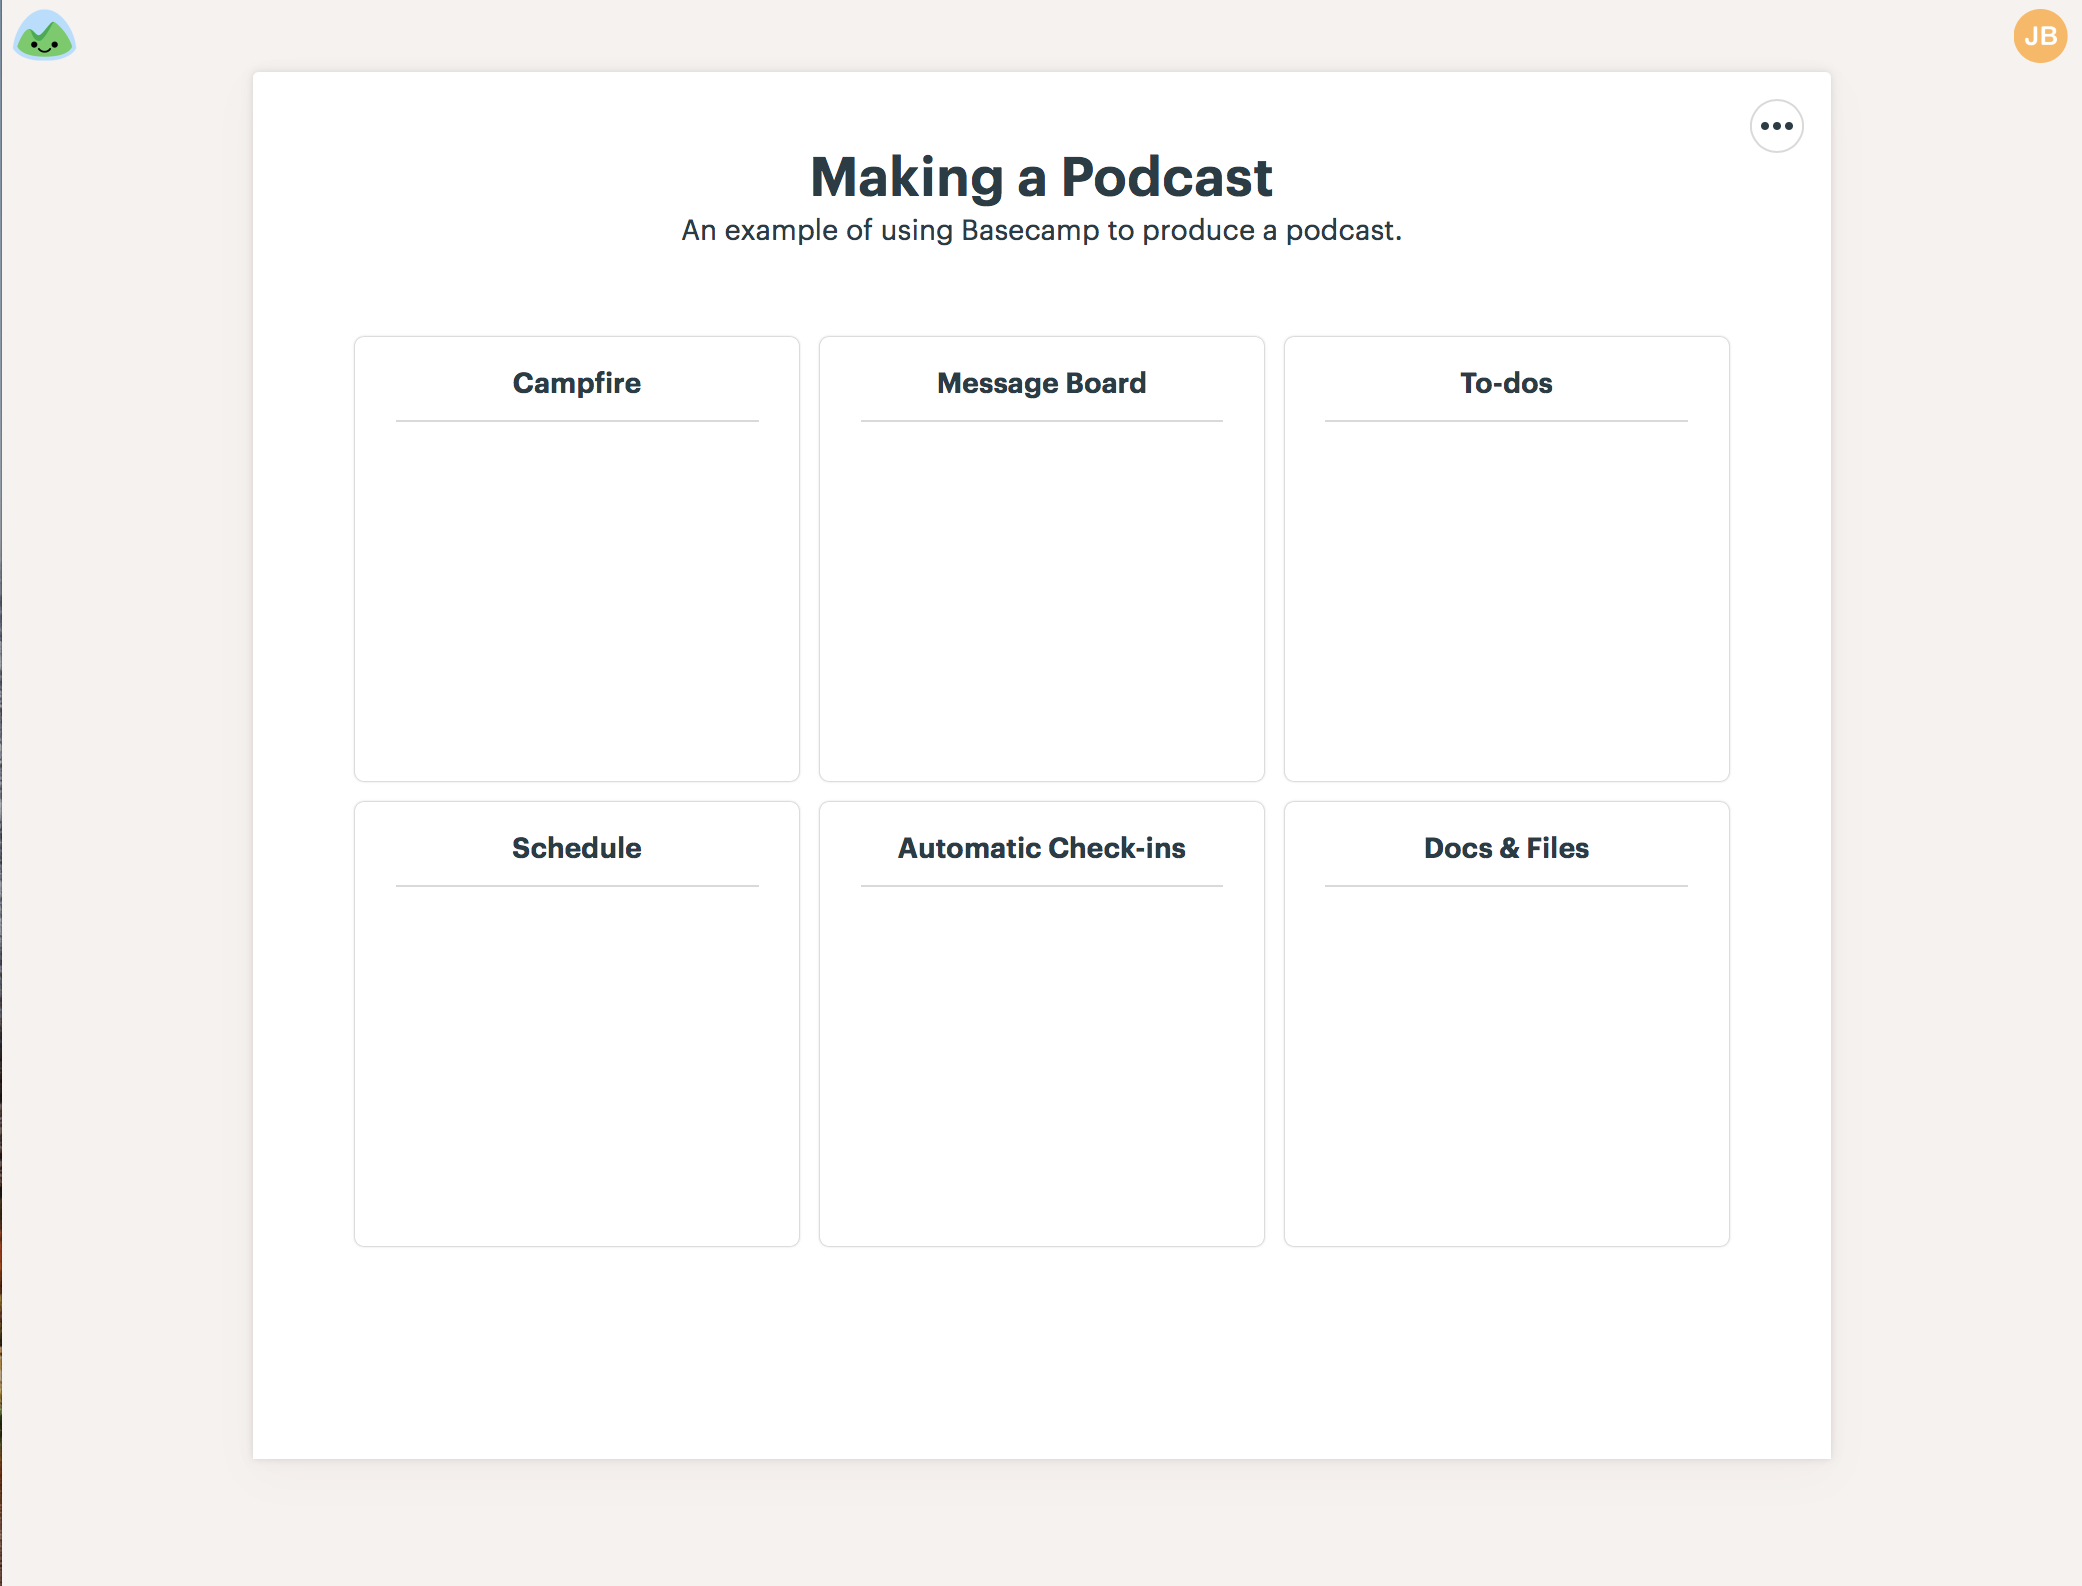 JB
Making a Podcast
An example of using Basecamp to produce a podcast.
Campfire
Message Board
To-dos
Schedule
Automatic Check-ins
Docs & Files